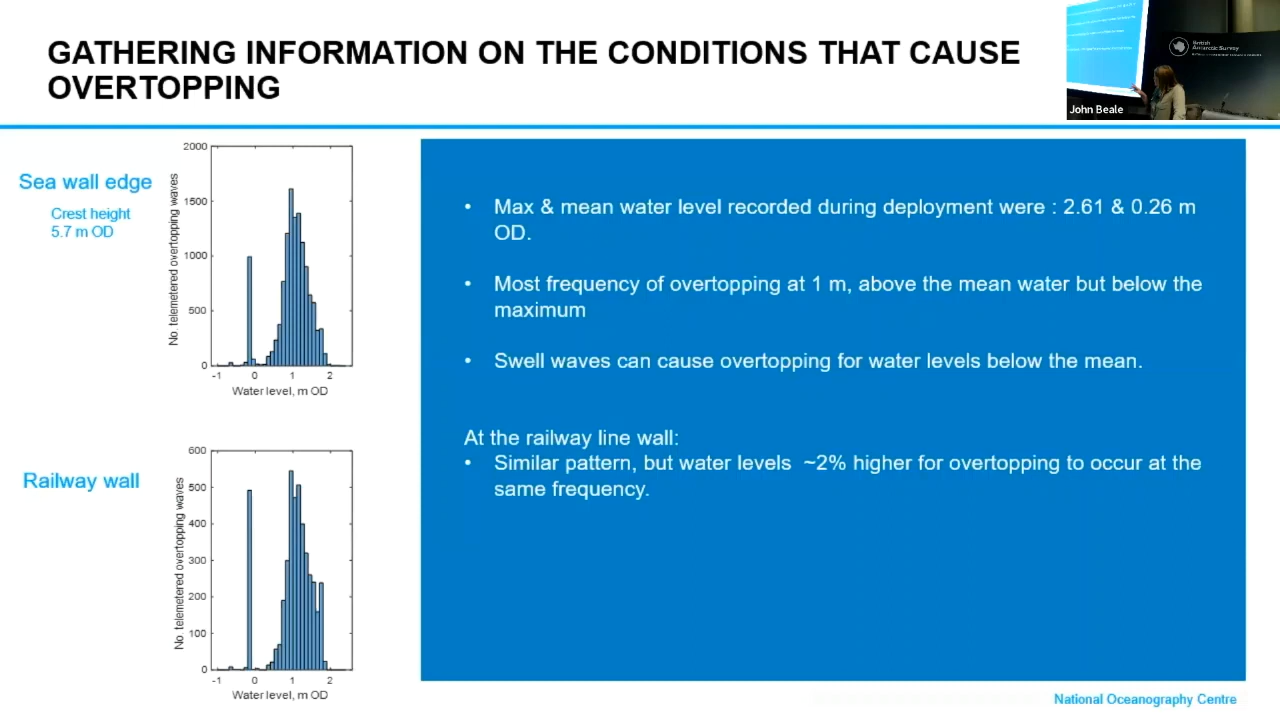 GATHERING INFORMATION ON THE CONDITIONS THAT CAUSE
OVERTOPPING
British
Antarctic Survey
John Beale
Sea wall edge
Crest height
5.7 m OD
No. telemetered overtopping waves
2000
1500
1000
500
0
-1 0 1 2
Water level, m OD
Railway wall
No. telemetered overtopping waves
600
500
400
300
200
100
0
-1 0 1 2
Water level, m OD
• Max & mean water level recorded during deployment were : 2.61 & 0.26 m
OD.
• Most frequency of overtopping at 1 m, above the mean water but below the
maximum
• Swell waves can cause overtopping for water levels below the mean.
At the railway line wall:
• Similar pattern, but water levels ~2% higher for overtopping to occur at the
same frequency.
National Oceanography Centre